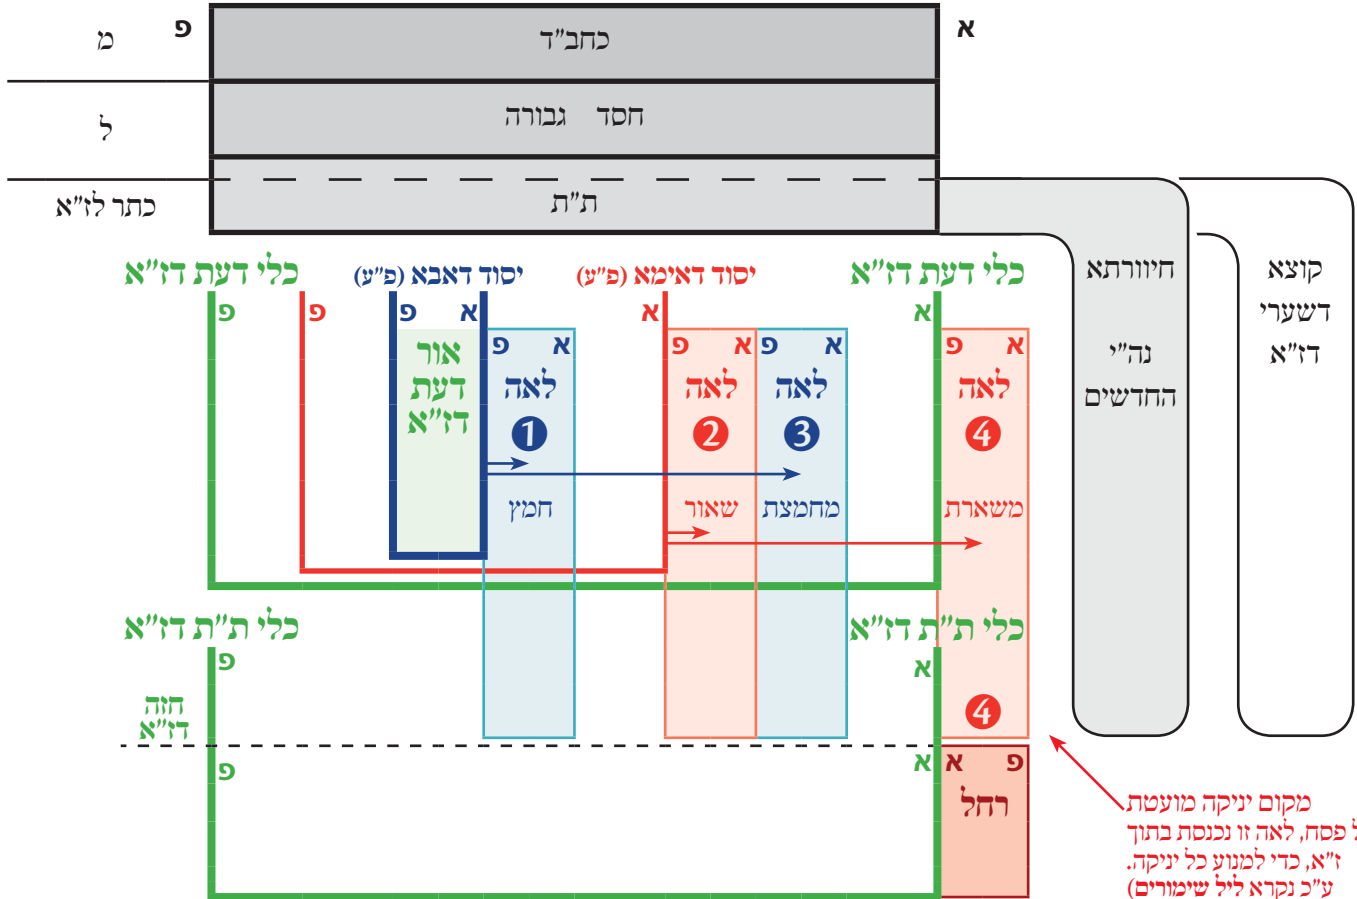 א
כחב״ד
פ
מ
חסד גבורה
ל
ת״ת
כתר לז״א
קוצא
דשערי
דז״א
חיוורתא
נה״י
החדשים
כלי דעת דז״א
יסוד דאימא (פ״ע)
יסוד דאבא (פ״ע)
כלי דעת דז״א
א
א
א פ
פ
פ
א פ
לאה
4
משארת
א פ
לאה
3
מחמצת
א פ
לאה
2
שאור
א פ
לאה
1
חמץ
אור
דעת
דז״א
כלי ת״ת דז״א
כלי ת״ת דז״א
א
פ
4
חזה
דז״א
פ א
רחל
א
פ
מקום יניקה מועטת
ל פסח, לאה זו נכנסת בתוך
ז״א, כדי למנוע כל יניקה.
ע״כ נקרא ליל שימורים)